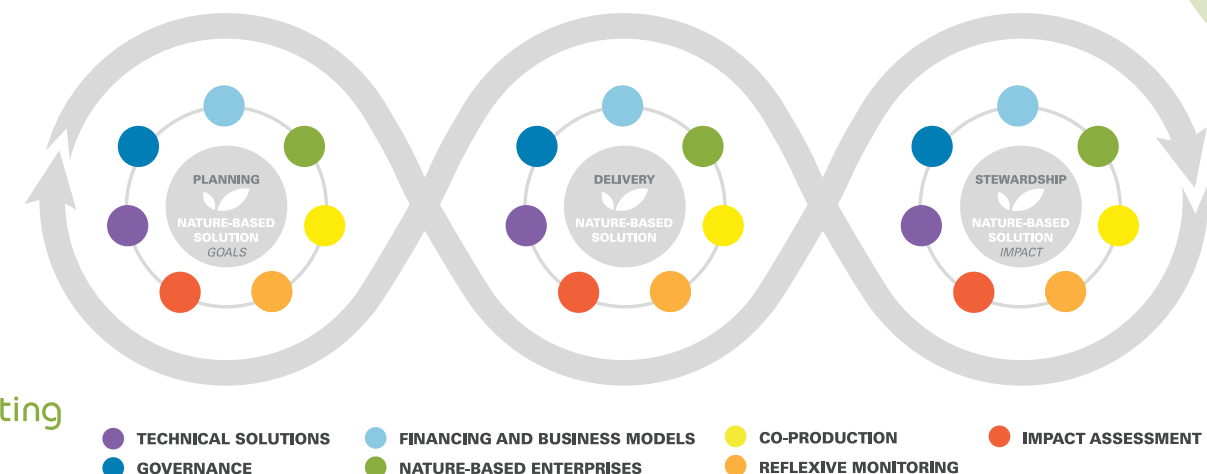 PLANNING
NATURE-BASED
SOLUTION
GOALS
DELIVERY
NATURE-BASED
SOLUTION
STEWARDSHIP
NATURE-BASED
SOLUTION
IMPACT
ting
TECHNICAL SOLUTIONS
FINANCING AND BUSINESS MODELS
CO-PRODUCTION
IMPACT ASSESSMENT
GOVERNANCE
NATURE-BASED ENTERPRISES
REFLEXIVE MONITORING